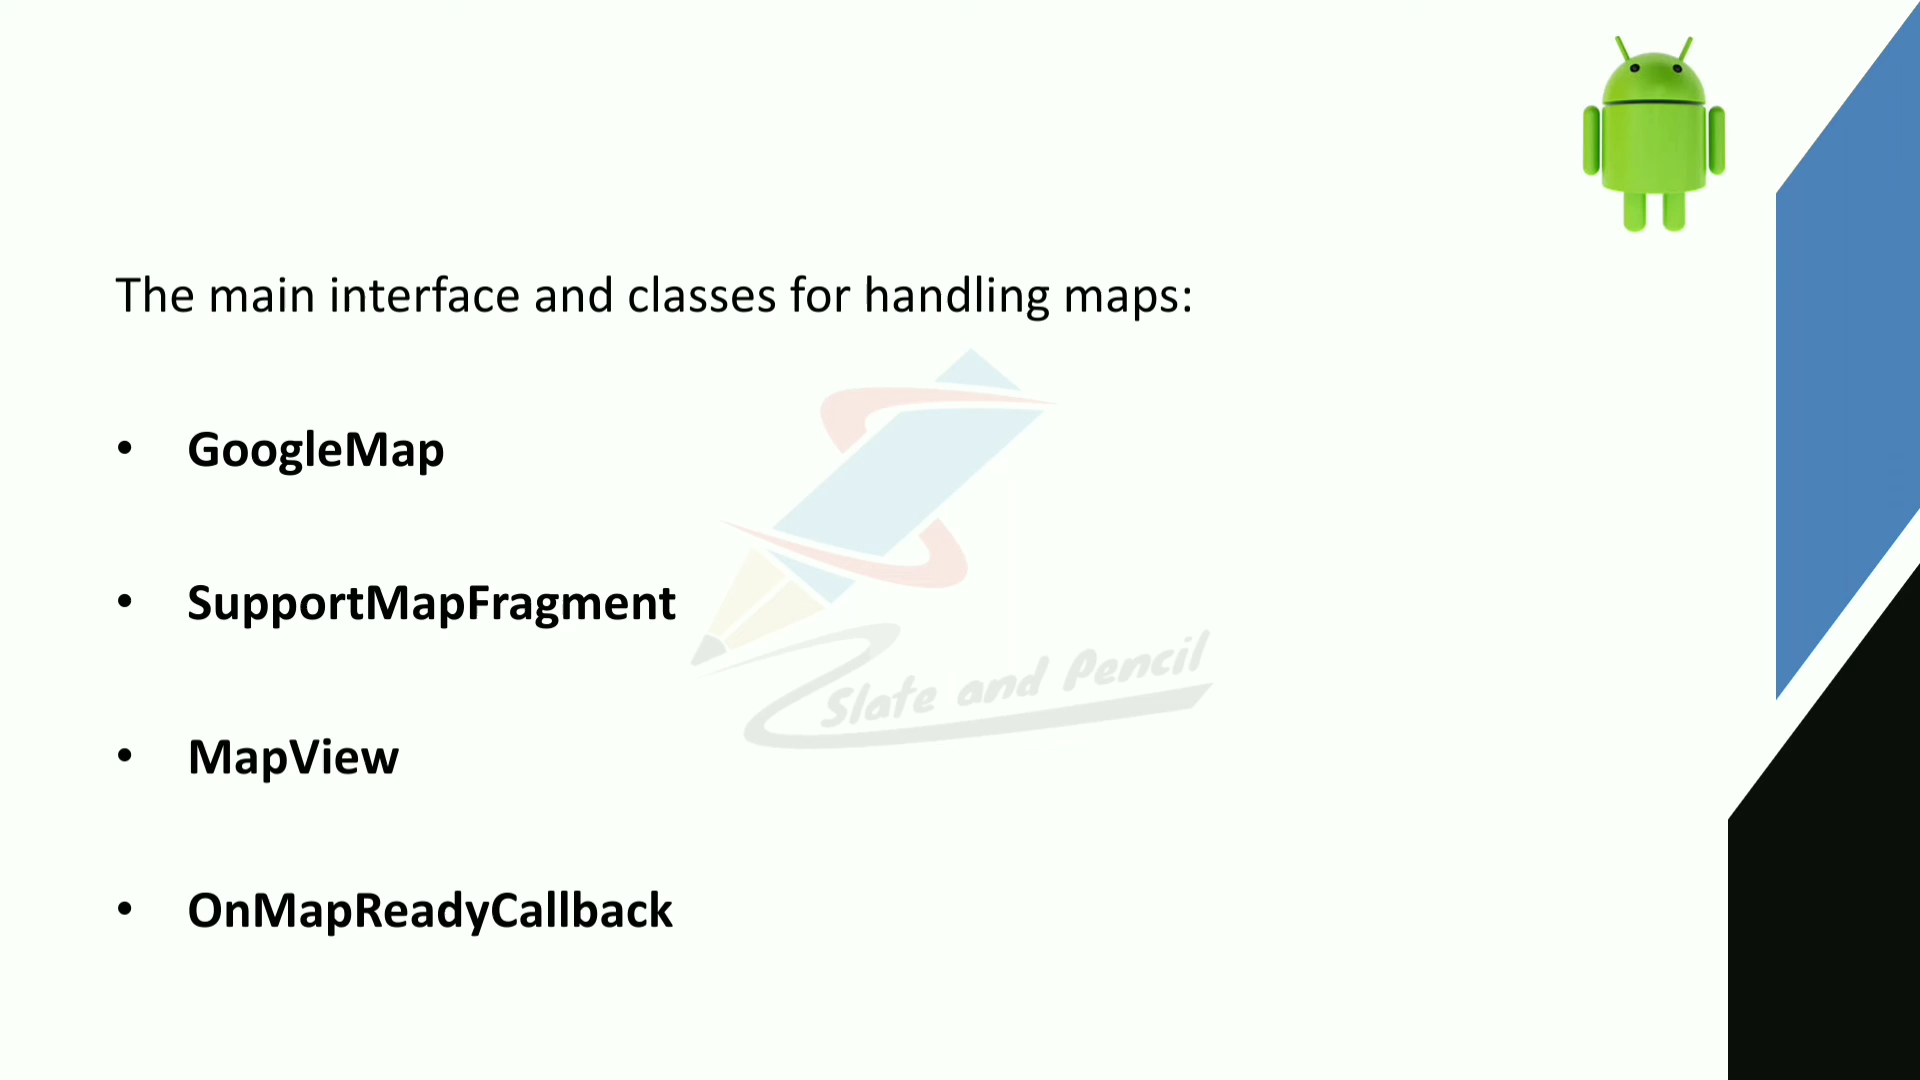 The main interface and classes for handling maps:
• GoogleMap
• SupportMapFragment
• MapView
• OnMapReadyCallback
Slate and Pencil